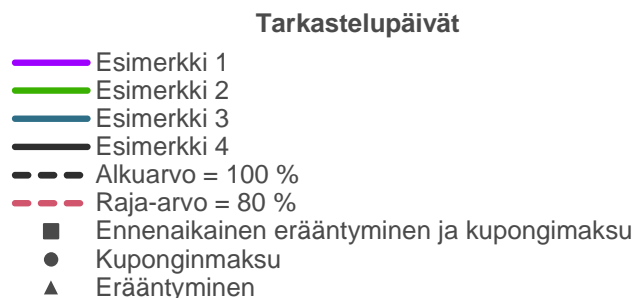 Tarkastelupäivät
Esimerkki 1
Esimerkki 2
Esimerkki 3
Esimerkki 4
Alkuarvo = 100 %
Raja-arvo = 80 %
Ennenaikainen erääntyminen ja kupongimaksu
Kuponginmaksu
Erääntyminen